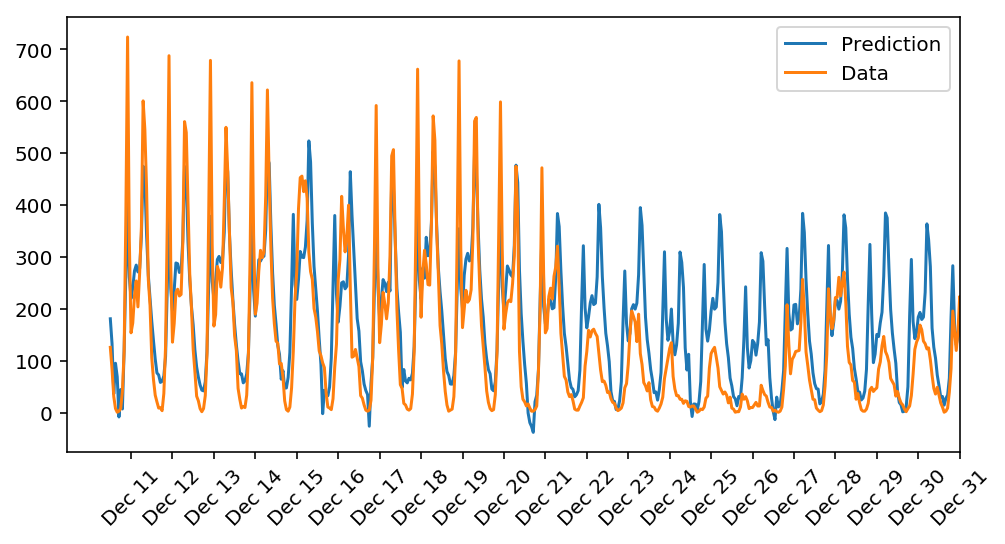 Prediction
Data
700
600
500
400
300
200
100
0
Dec 11
Dec 12
Dec 13
Dec 14
Dec 15
Dec 16
Dec 17
Dec 18
Dec 19
Dec 20
Dec 21
Dec 22
Dec 23
Dec 24
Dec 25
Dec 26
Dec 27
Dec 28
Dec 29
Dec 30
Dec 31